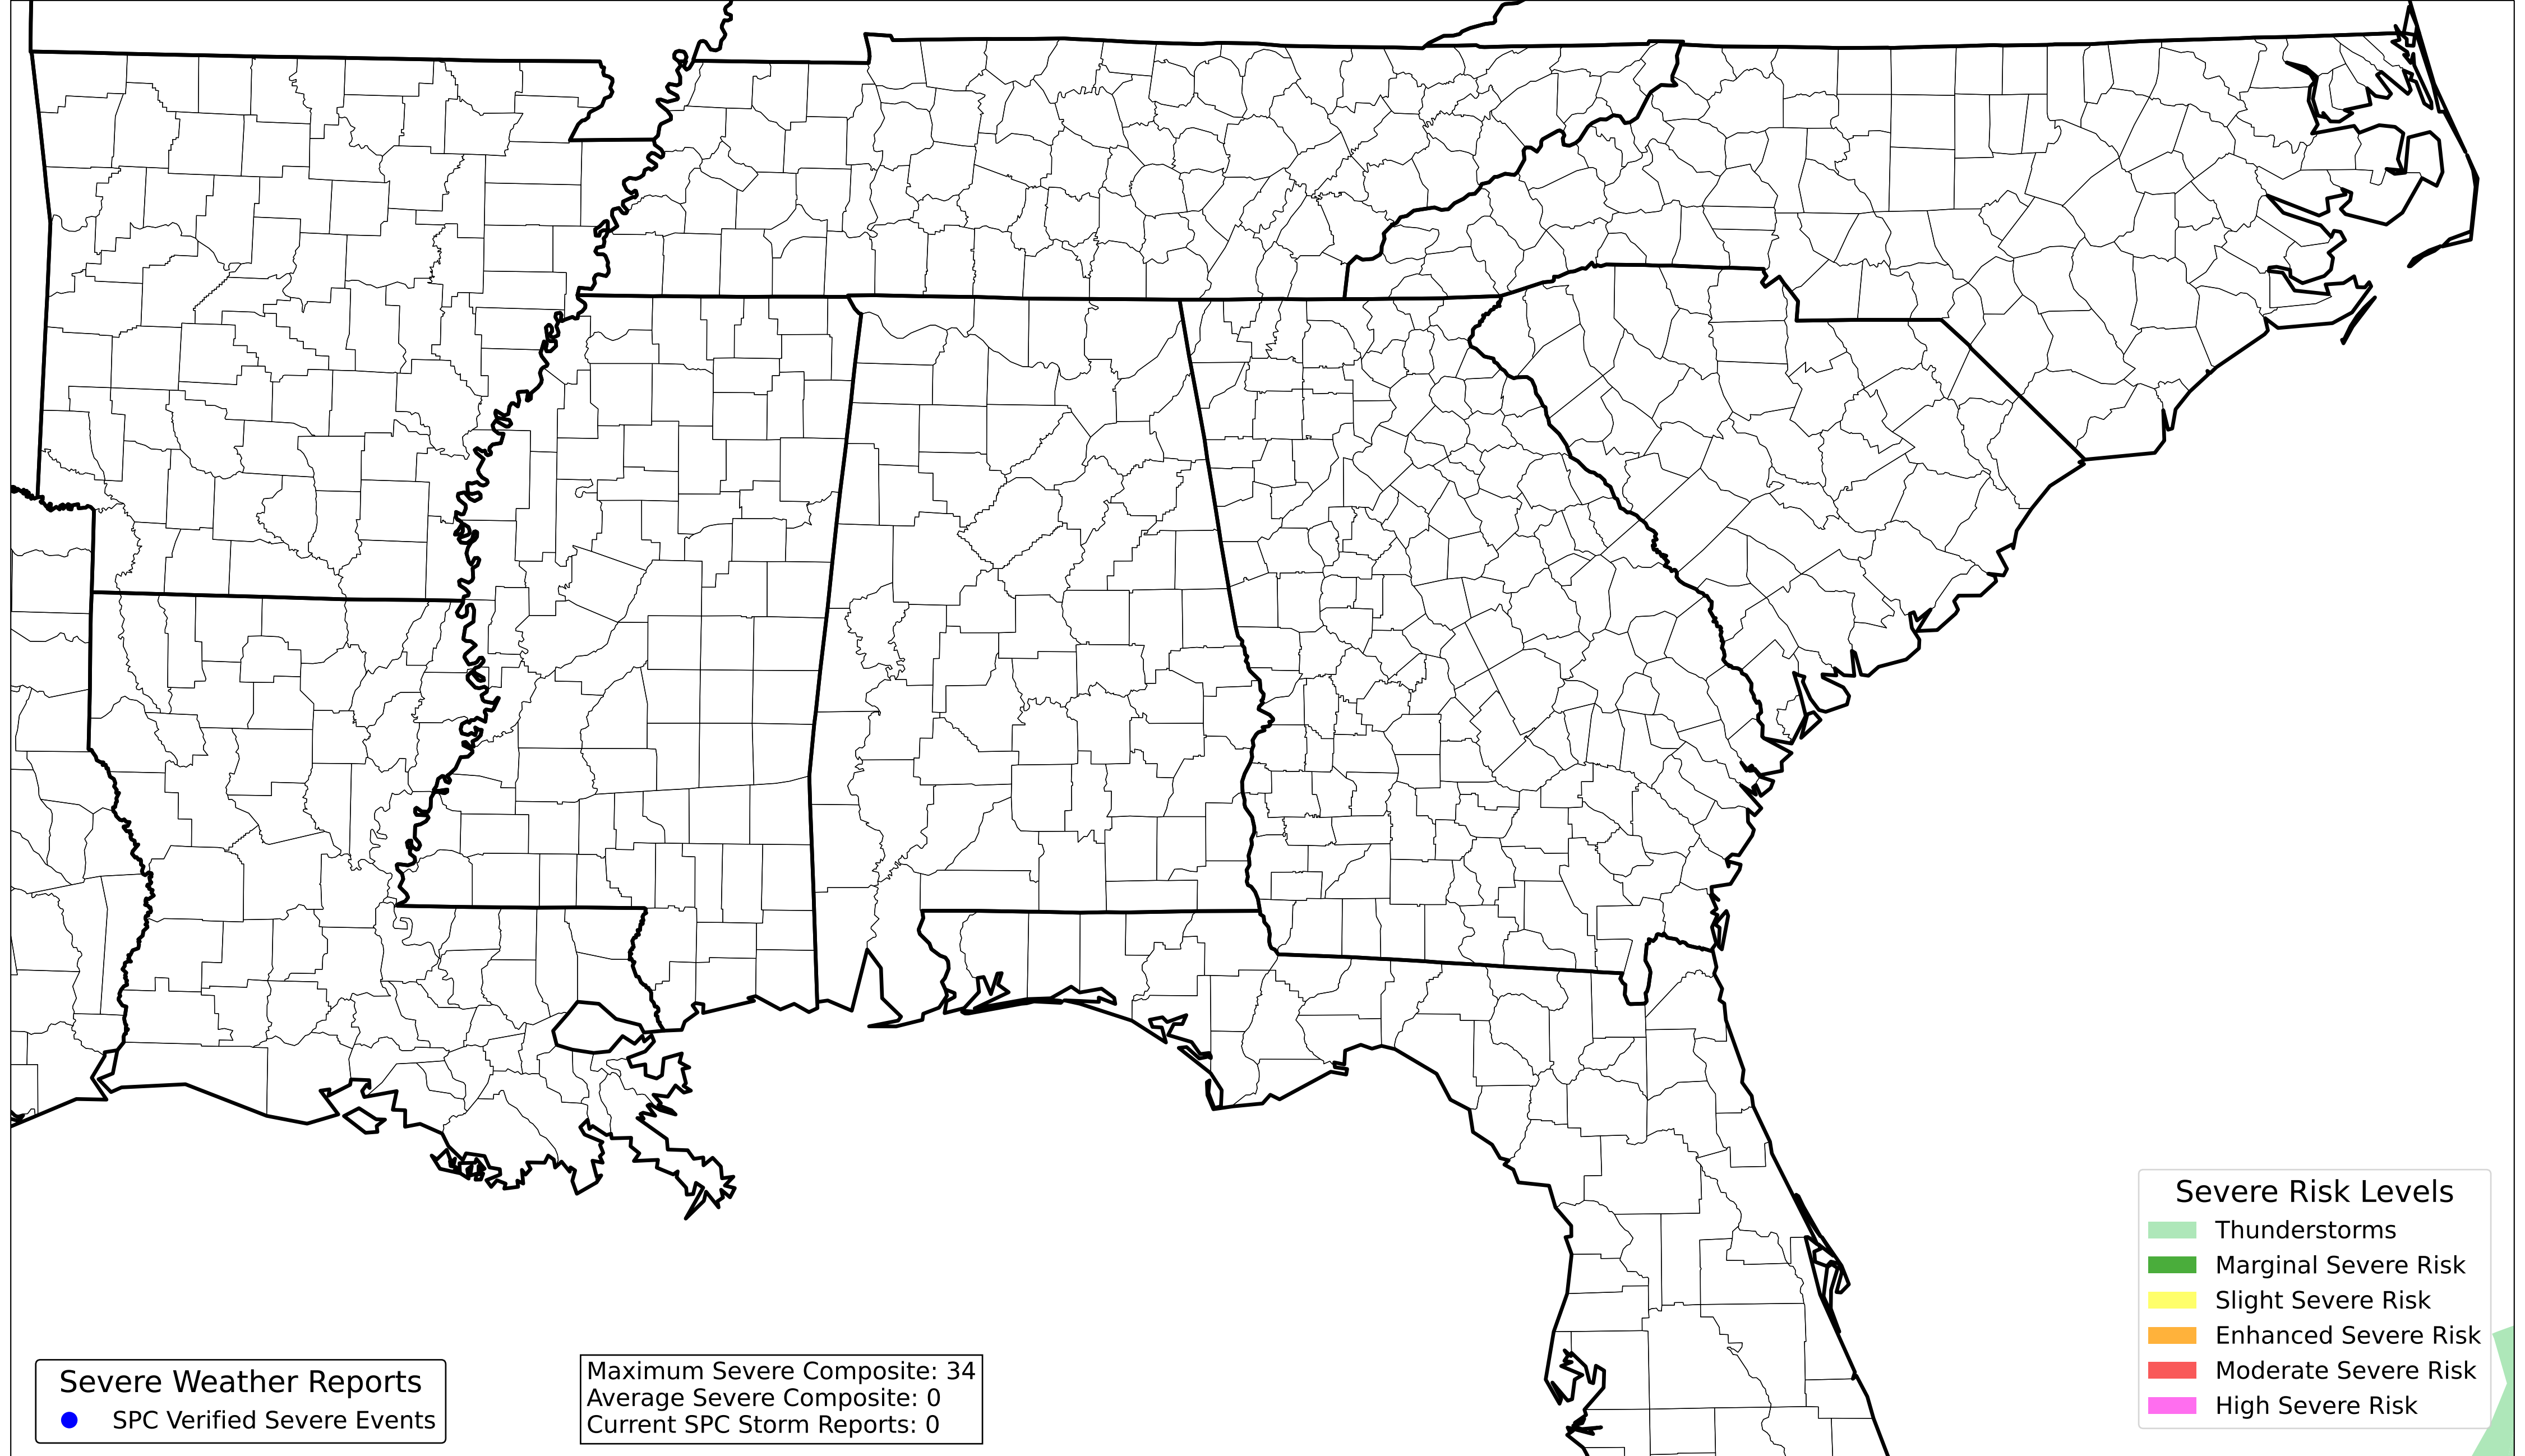 Severe Risk Levels
Thunderstorms
Marginal Severe Risk
Slight Severe Risk
Enhanced Severe Risk
Moderate Severe Risk
High Severe Risk
Severe Weather Reports
SPC Verified Severe Events
Maximum Severe Composite: 34
Average Severe Composite: 0
Current SPC Storm Reports: 0